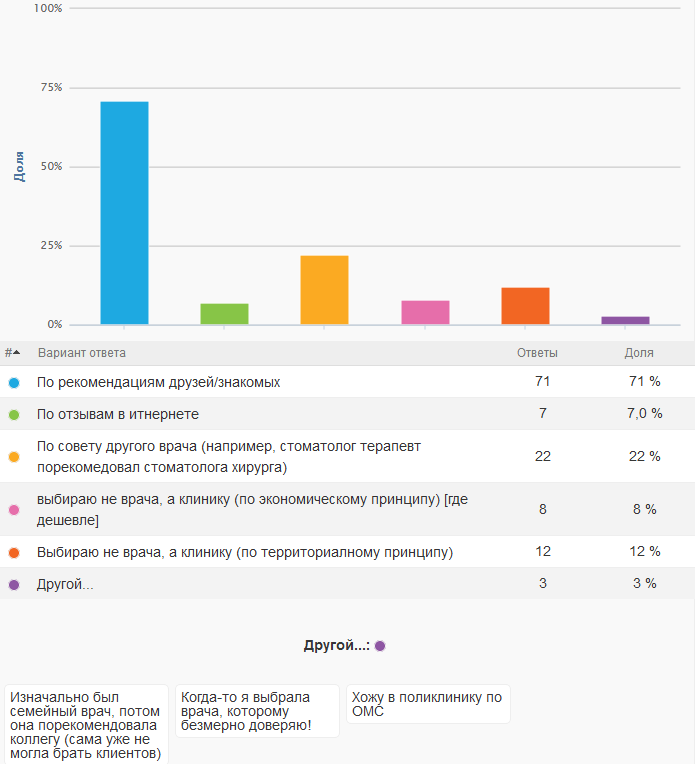 100%
75%
Доля
50%
25%
0%
# Вариант ответа Ответы Доля
По рекомендациям друзей/знакомых 71 71 %
По отзывам в итнернете 7 7,0 %
По совету другого врача (например, стоматолог терапевт
порекомедовал стоматолога хирурга) 22 22 %
выбираю не врача, а клинику (по экономическому принципу) [где
дешевле] 8 8 %
Выбираю не врача, а клинику (по территориалному принципу) 12 12 %
Другой... 3 3 %
Другой...:
Изначально был
семейный врач, потом
она порекомендовала
коллегу (сама уже не
могла брать клиентов)
Когда-то я выбрала
врача, которому
безмерно доверяю!
Хожу в поликлинику по
ОМС